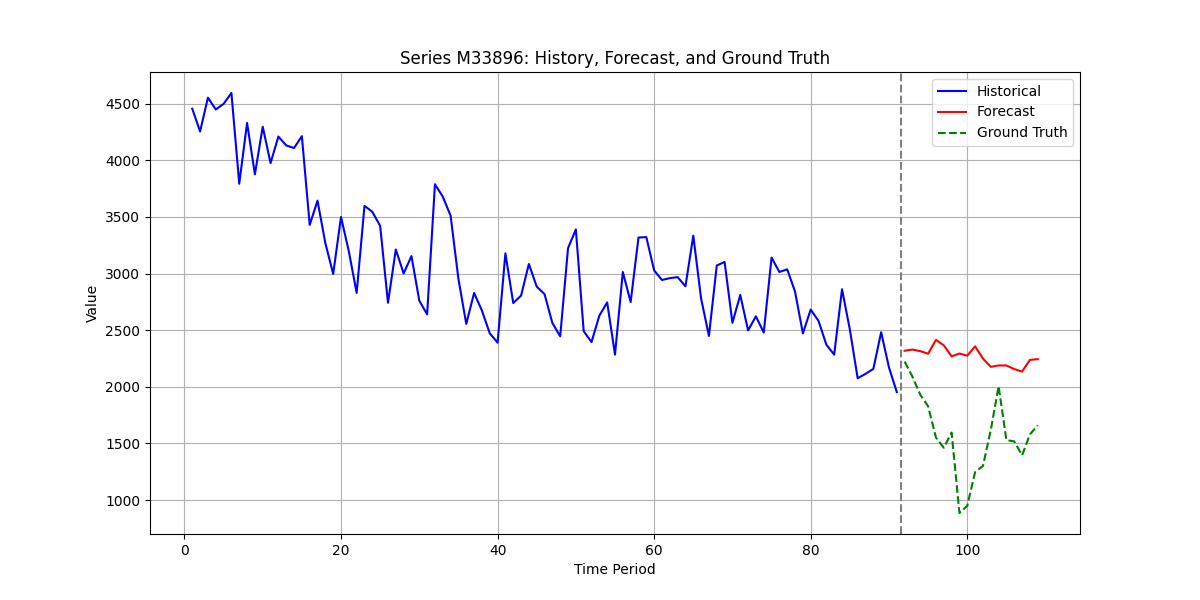 Series M33896: History, Forecast, and Ground Truth
Historical
Forecast
Ground Truth
Value
4500
4000
3500
3000
2500
2000
1500
1000
0 20 40 60 80 100
Time Period